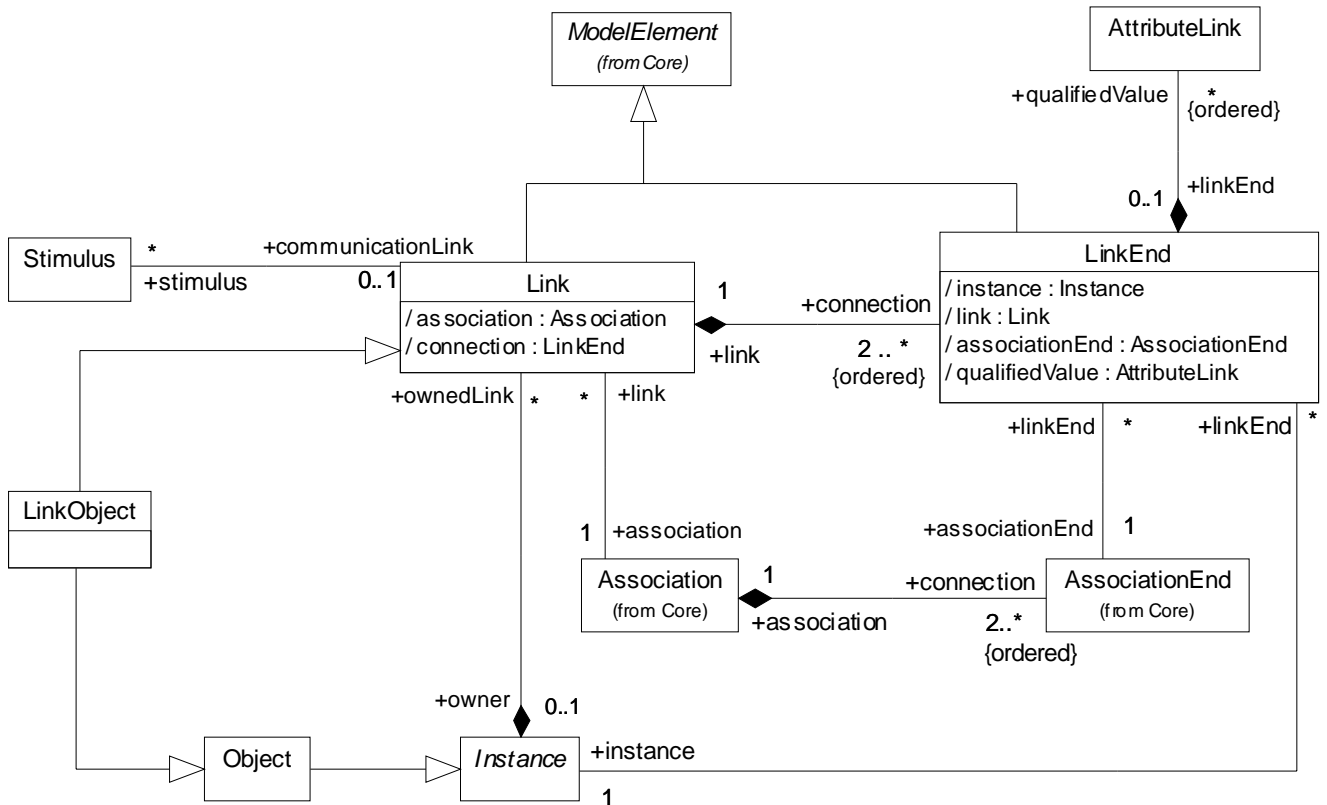 ModelElement
(from Core)
AttributeLink
+qualifiedValue
*
{ordered}
0..1
+linkEnd
Stimulus
*
+stimulus
+communicationLink
0..1
Link
/ association : Association
/ connection : LinkEnd
1
+link
+connection
2 .. *
{ordered}
LinkEnd
/ instance : Instance
/ link : Link
/ associationEnd : AssociationEnd
/ qualifiedValue : AttributeLink
+ownedLink
*
*
+link
+linkEnd
*
+linkEnd
*
LinkObject
1
+association
+associationEnd
1
Association
(from Core)
1
+association
+connection
2..*
{ordered}
AssociationEnd
(from Core)
+owner
0..1
Object
Instance
+instance
1